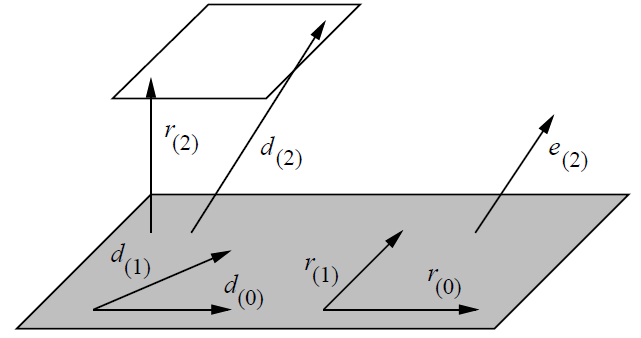 r(2)
d(2)
e(2)
d(1)
d(0)
r(1)
r(0)